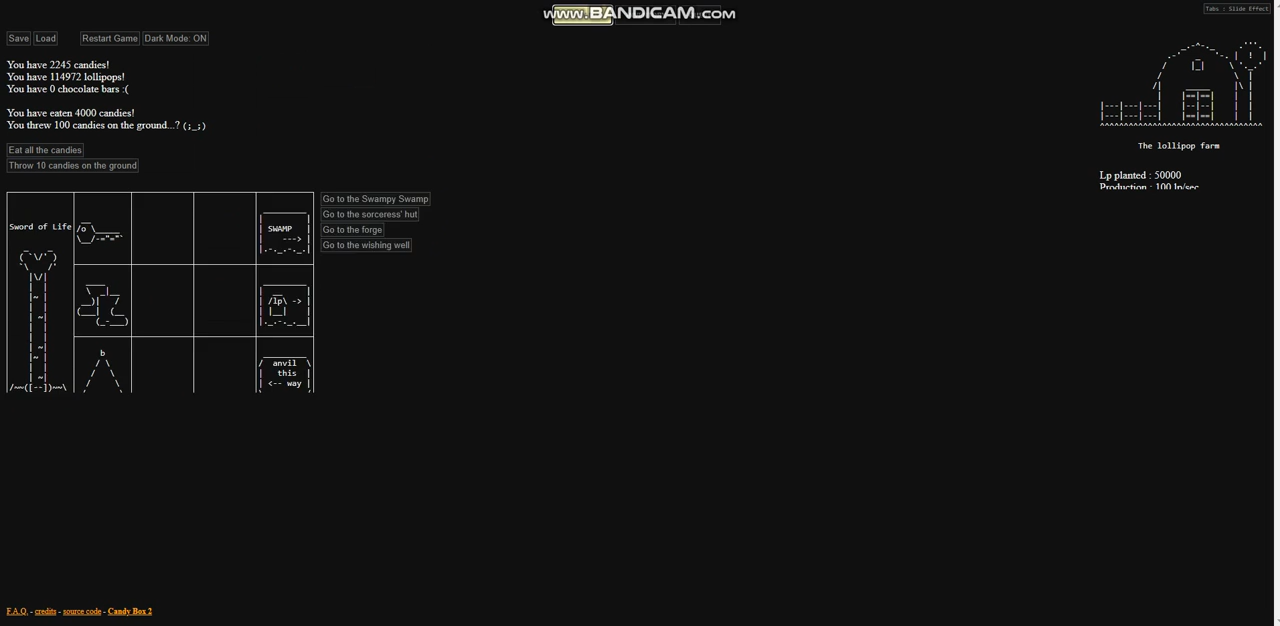 www.BANDICAM.com
Tabs : Slide Effect
Save Load Restart Game Dark Mode: ON
You have 2245 candies!
You have 114972 lollipops!
You have 0 chocolate bars :(
You have eaten 4000 candies!
You threw 100 candies on the ground...? (;_;)
Eat all the candies
Throw 10 candies on the ground
Sword of Life
SWAMP
--->
/lp\ ->
b
anvil
this
<-- way
Go to the Swampy Swamp
Go to the sorceress' hut
Go to the forge
Go to the wishing well
The lollipop farm
Lp planted : 50000
Production : 100 lp/sec
F.A.Q. - credits - source code - Candy Box 2